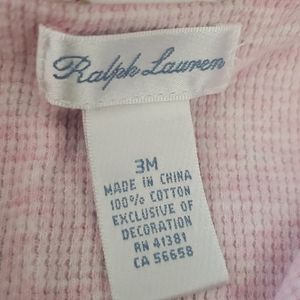 Ralph Lauren
3M
MADE IN CHINA
100% COTTON
EXCLUSIVE OF
DECORATION
RN 41381
CA 56658